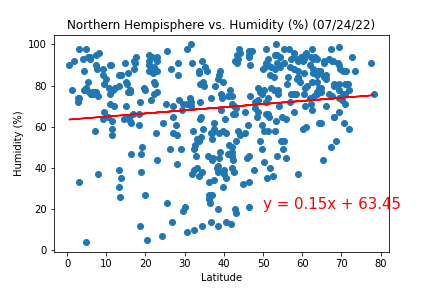 Northern Hempisphere vs. Humidity (%) (07/24/22)
100
80
60
40
20
0
Humidity (%)
y = 0.15x + 63.45
0 10 20 30 40 50 60 70 80
Latitude